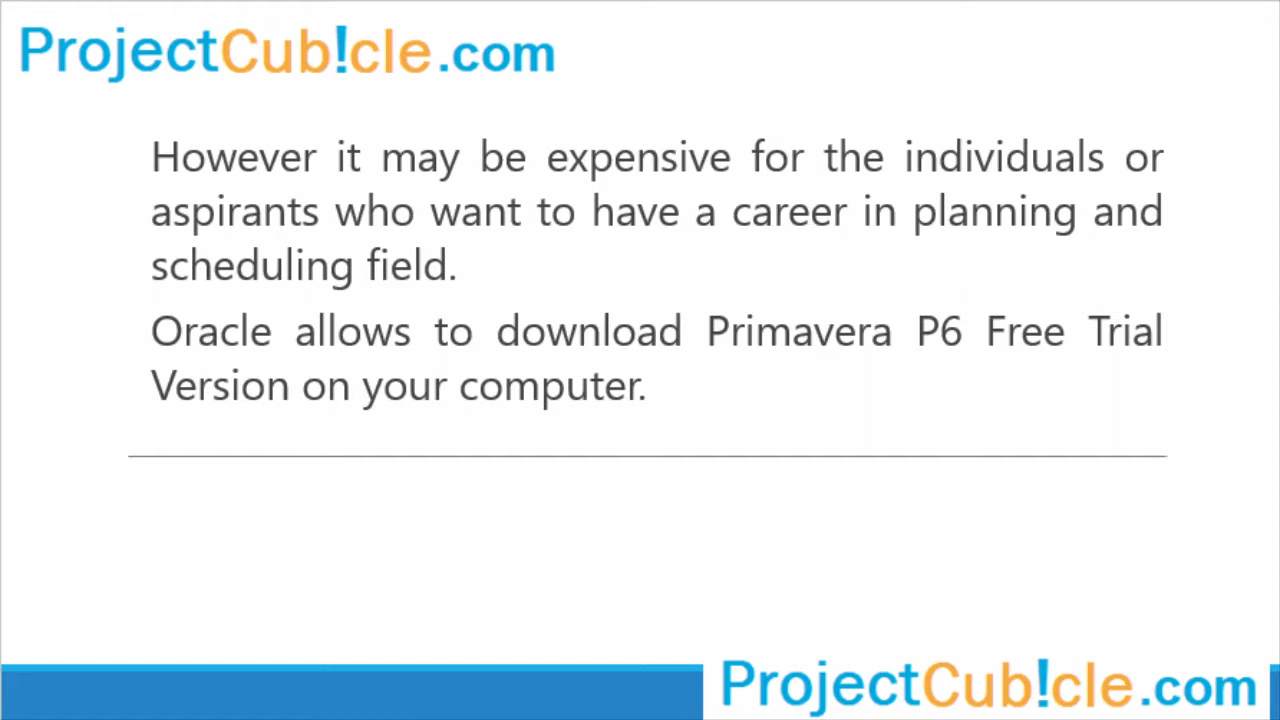 ProjectCub!cle.com
However it may be expensive for the individuals or
aspirants who want to have a career in planning and
scheduling field.
Oracle allows to download Primavera P6 Free Trial
Version on your computer.
ProjectCub!cle.com